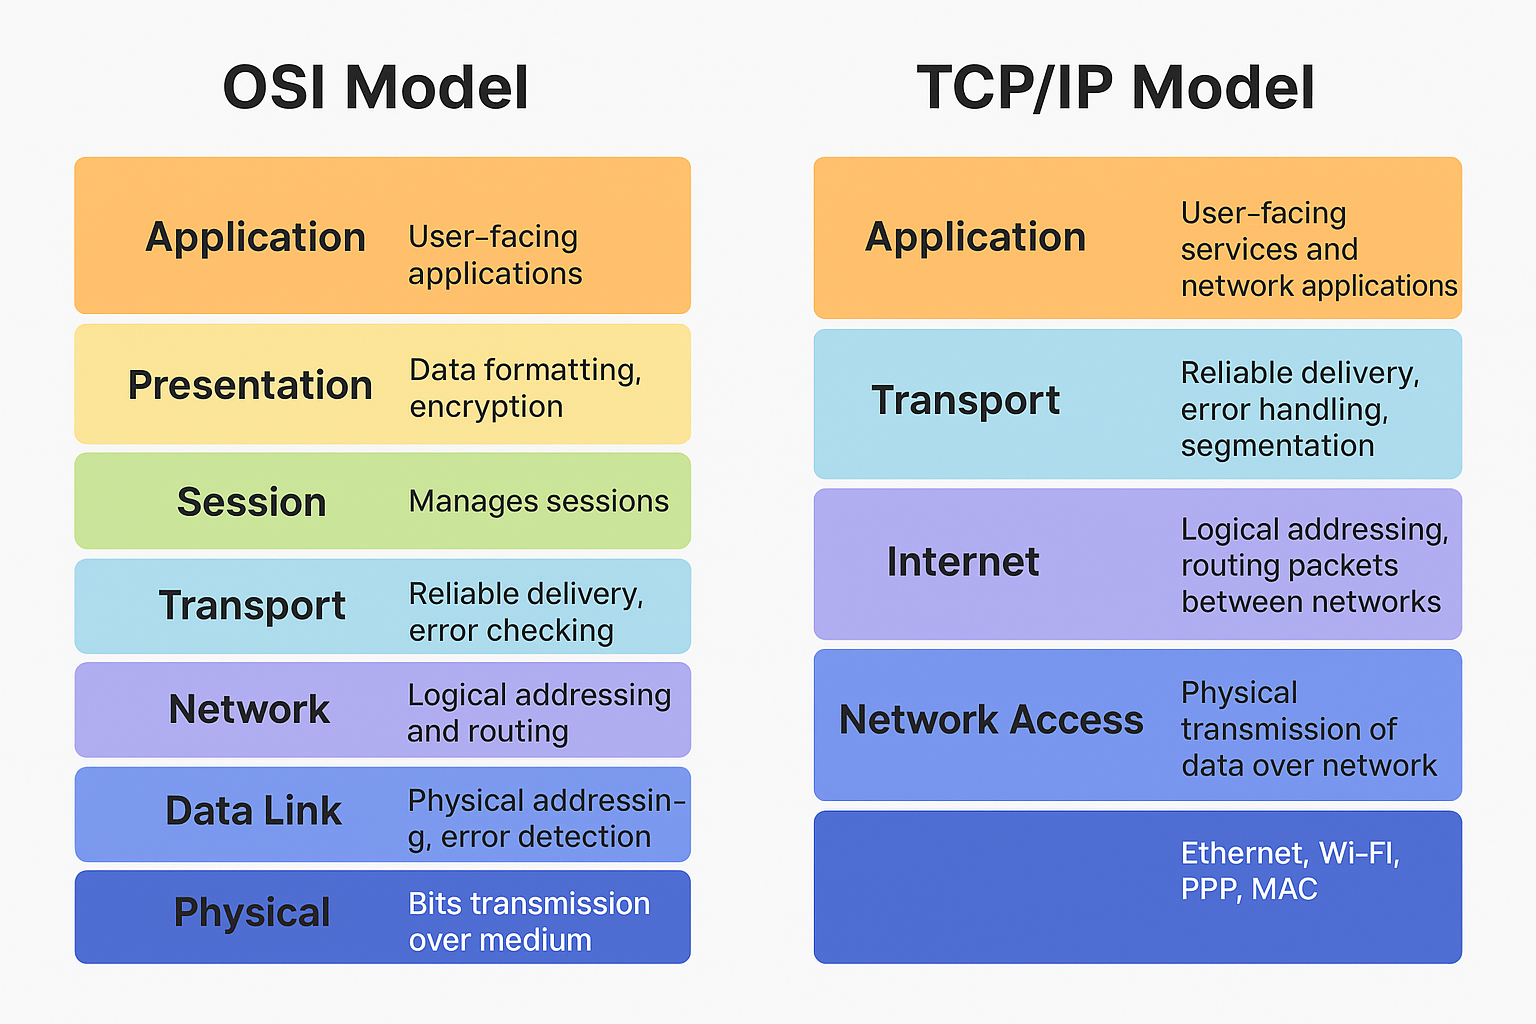 OSI Model
Application
User-facing
applications
Presentation
Data formatting,
encryption
Session
Manages sessions
Transport
Reliable delivery,
error checking
Network
Logical addressing
and routing
Data Link
Physical addressin-
g, error detection
Physical
Bits transmission
over medium
TCP/IP Model
Application
User-facing
services and
network applications
Transport
Reliable delivery,
error handling,
segmentation
Internet
Logical addressing,
routing packets
between networks
Network Access
Physical
transmission of
data over network
Ethernet, Wi-FI,
PPP, MAC